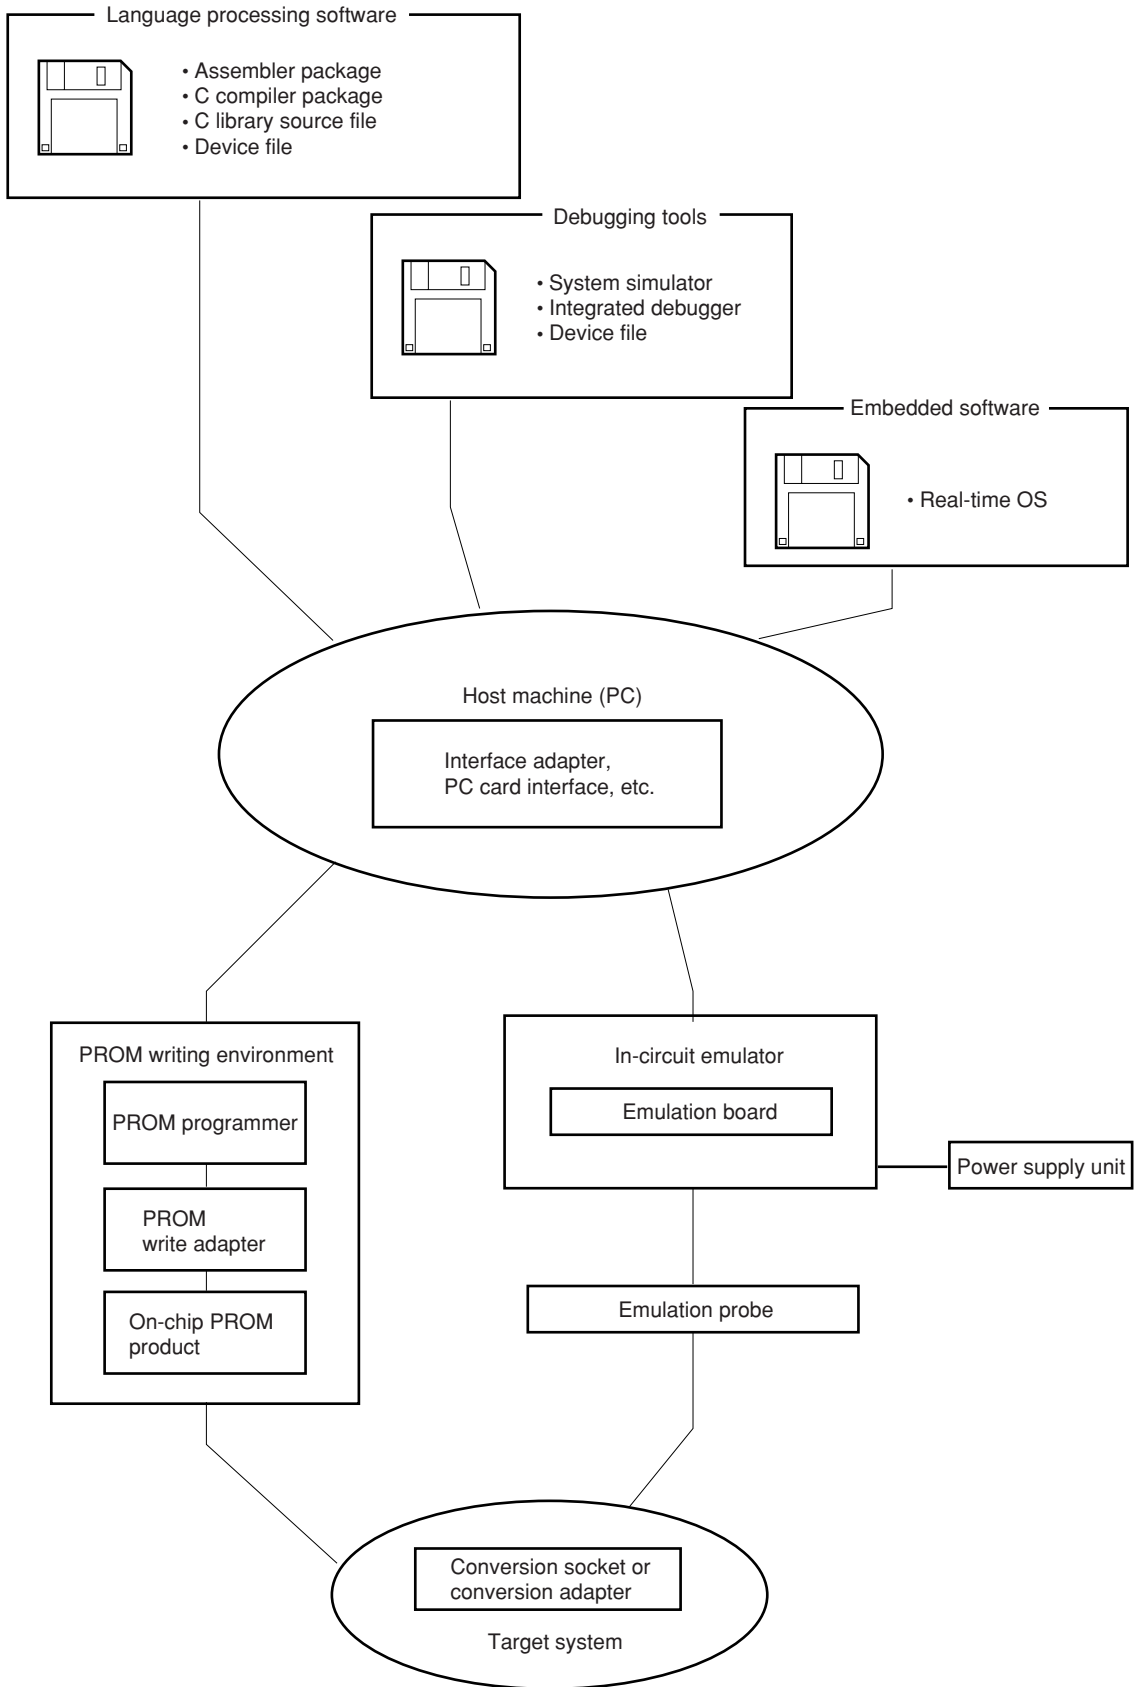 Language processing software
• Assembler package
• C compiler package
• C library source file
• Device file
Debugging tools
• System simulator
• Integrated debugger
• Device file
Embedded software
• Real-time OS
Host machine (PC)
Interface adapter,
PC card interface, etc.
PROM writing environment
PROM programmer
PROM
write adapter
On-chip PROM
product
In-circuit emulator
Emulation board
Power supply unit
Emulation probe
Conversion socket or
conversion adapter
Target system